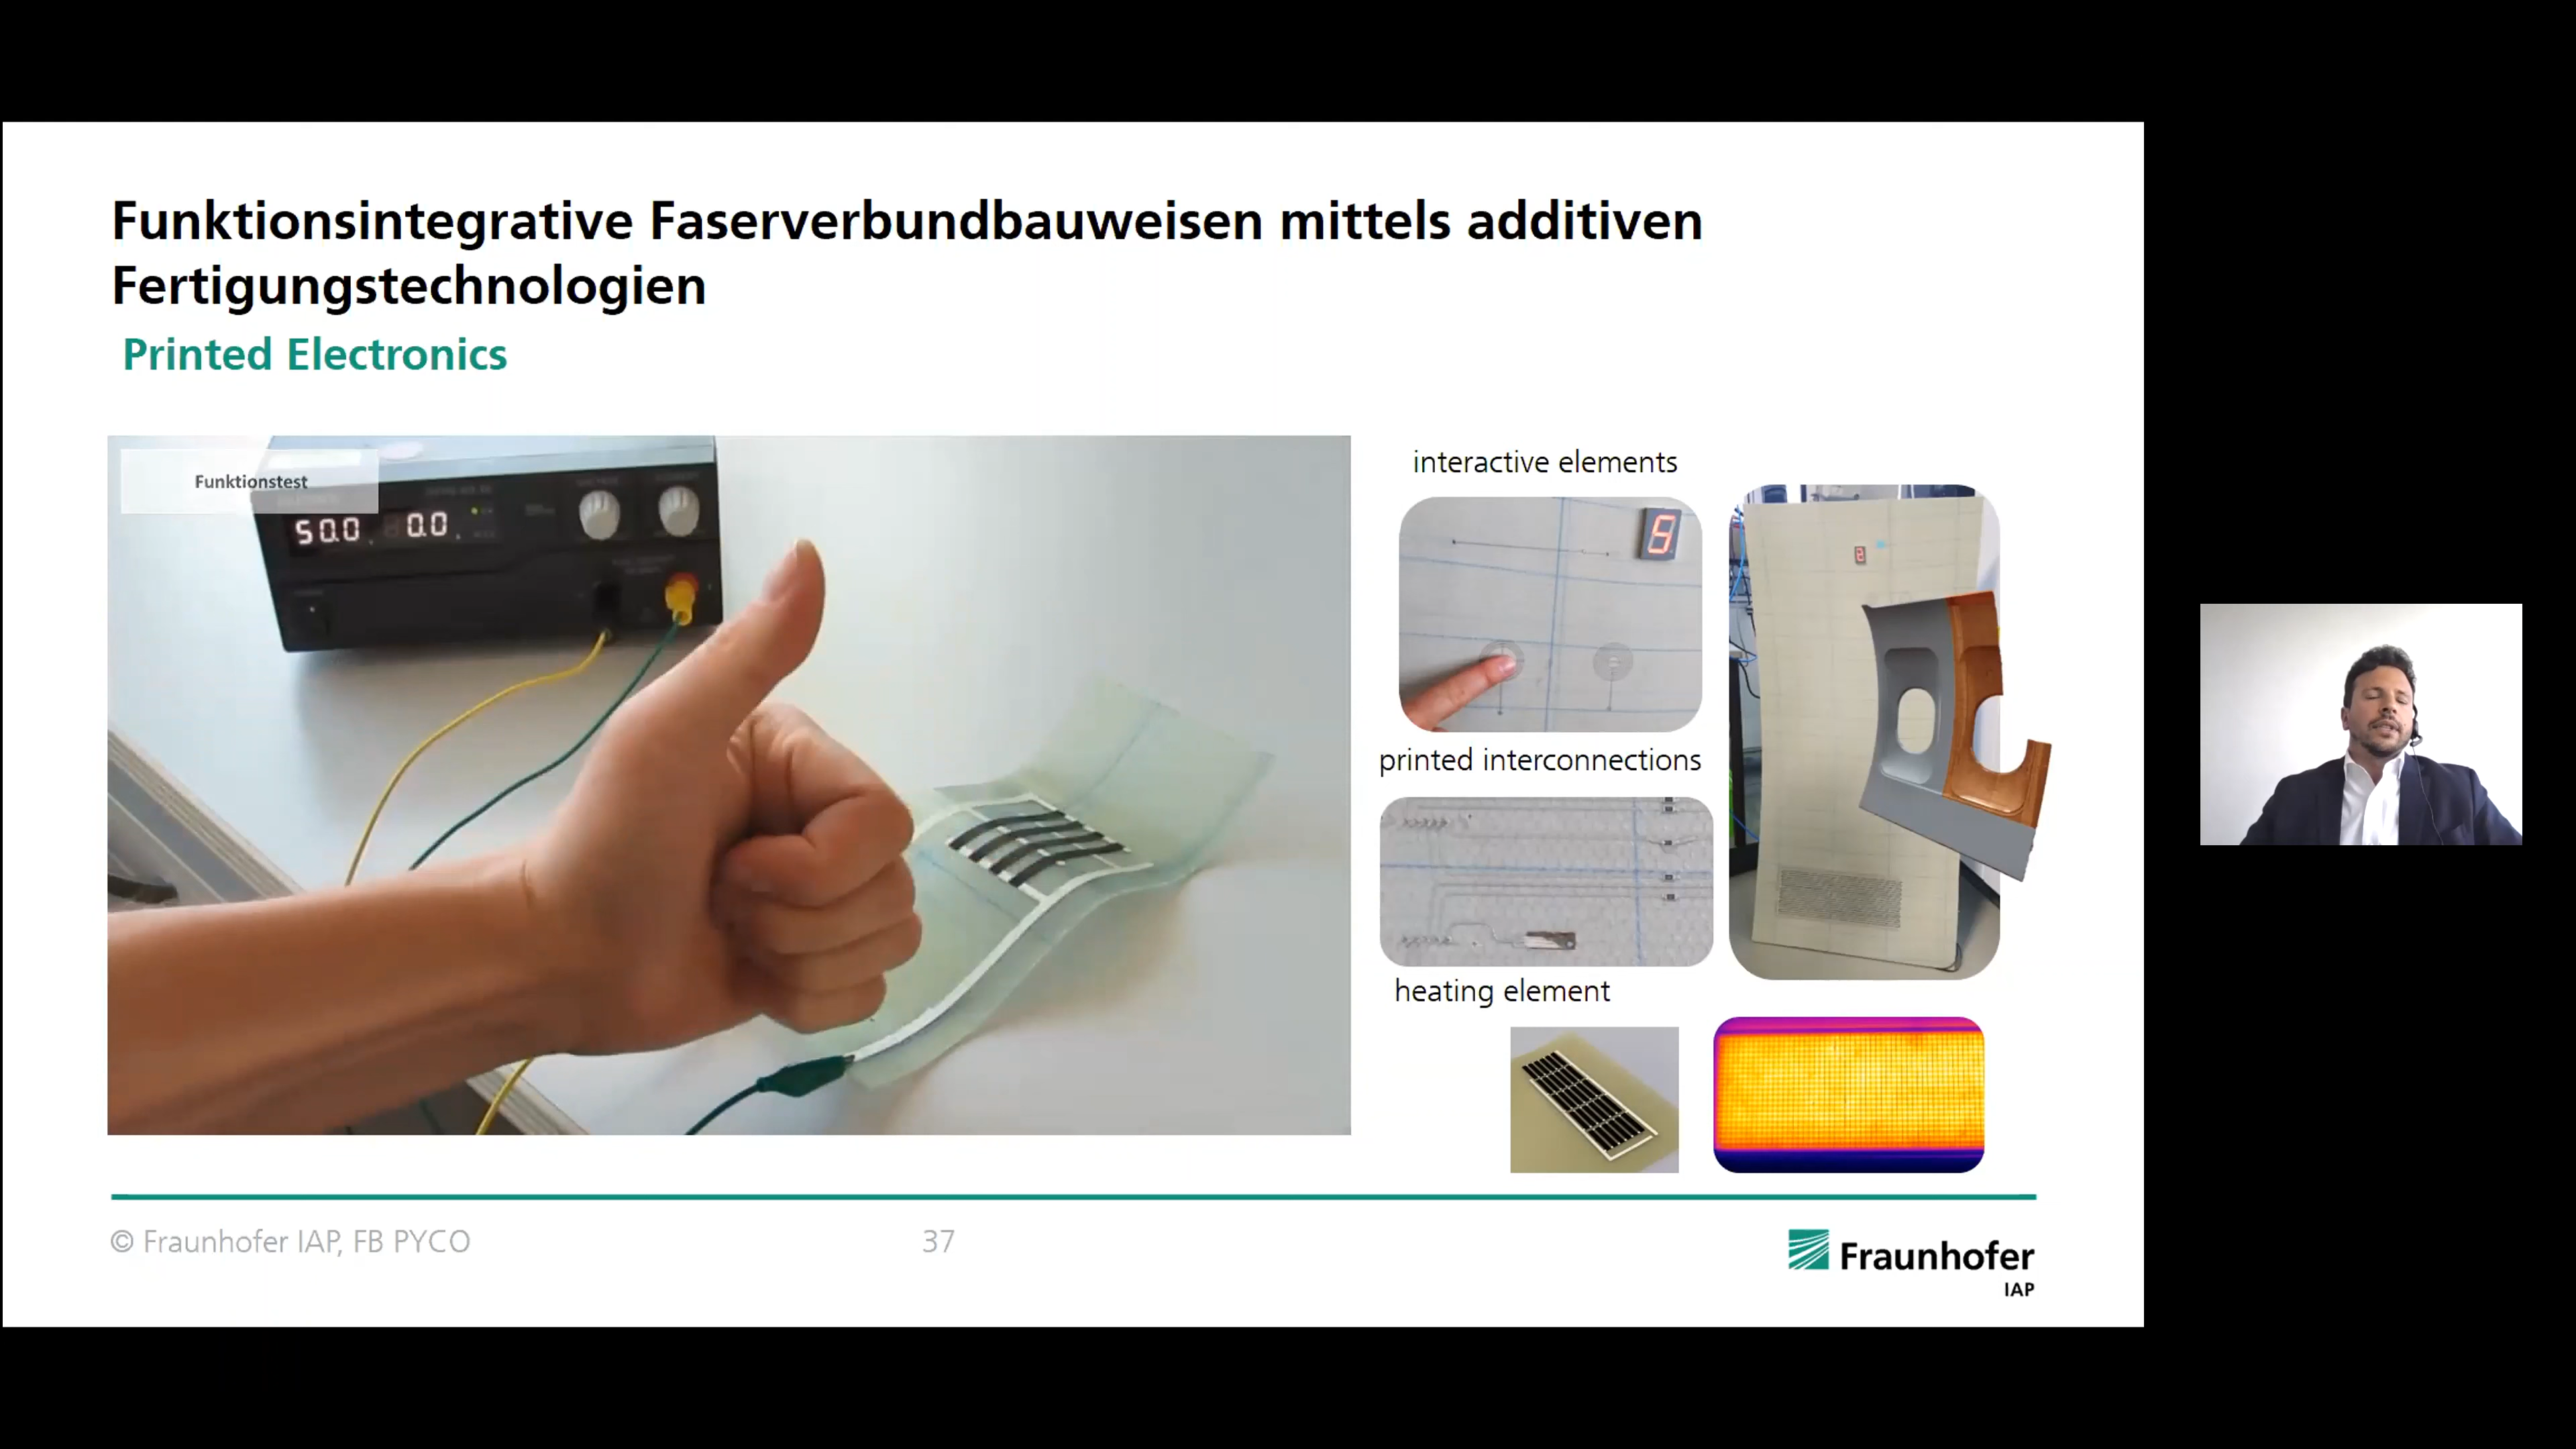 Funktionsintegrative Faserverbundbauweisen mittels additiven
Fertigungstechnologien
Printed Electronics
Funktionstest
50.0 0.0
interactive elements
5
printed interconnections
heating element
© Fraunhofer IAP, FB PYCO
37
Fraunhofer
IAP